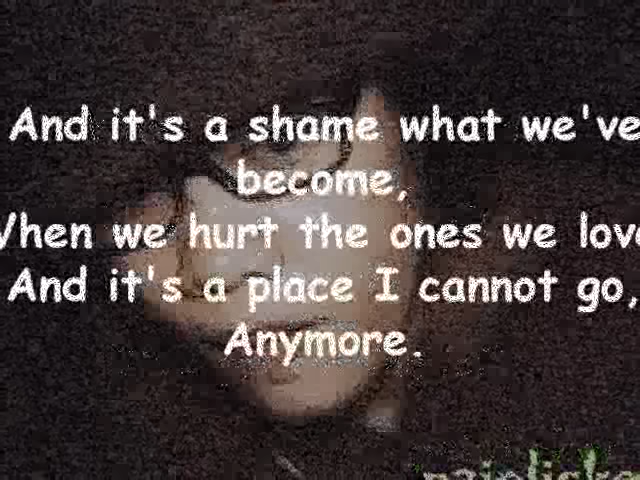 And it's a shame what we've
become,
When we hurt the ones we love
And it's a place I cannot go,
Anymore.